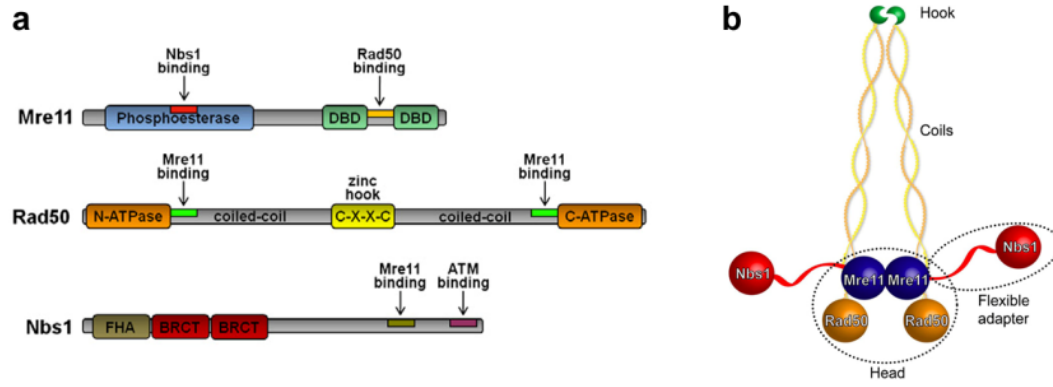 a
Nbs1
binding
Rad50
binding
Mre11
Phosphoesterase
DBD
DBD
Mre11
binding
zinc
hook
Mre11
binding
Rad50
N-ATPase
coiled-coil
C-X-X-C
coiled-coil
C-ATPase
Mre11
binding
ATM
binding
Nbs1
FHA
BRCT
BRCT
b
Hook
Coils
Nbs1
Mre11
Mre11
Nbs1
Rad50
Rad50
Flexible
adapter
Head